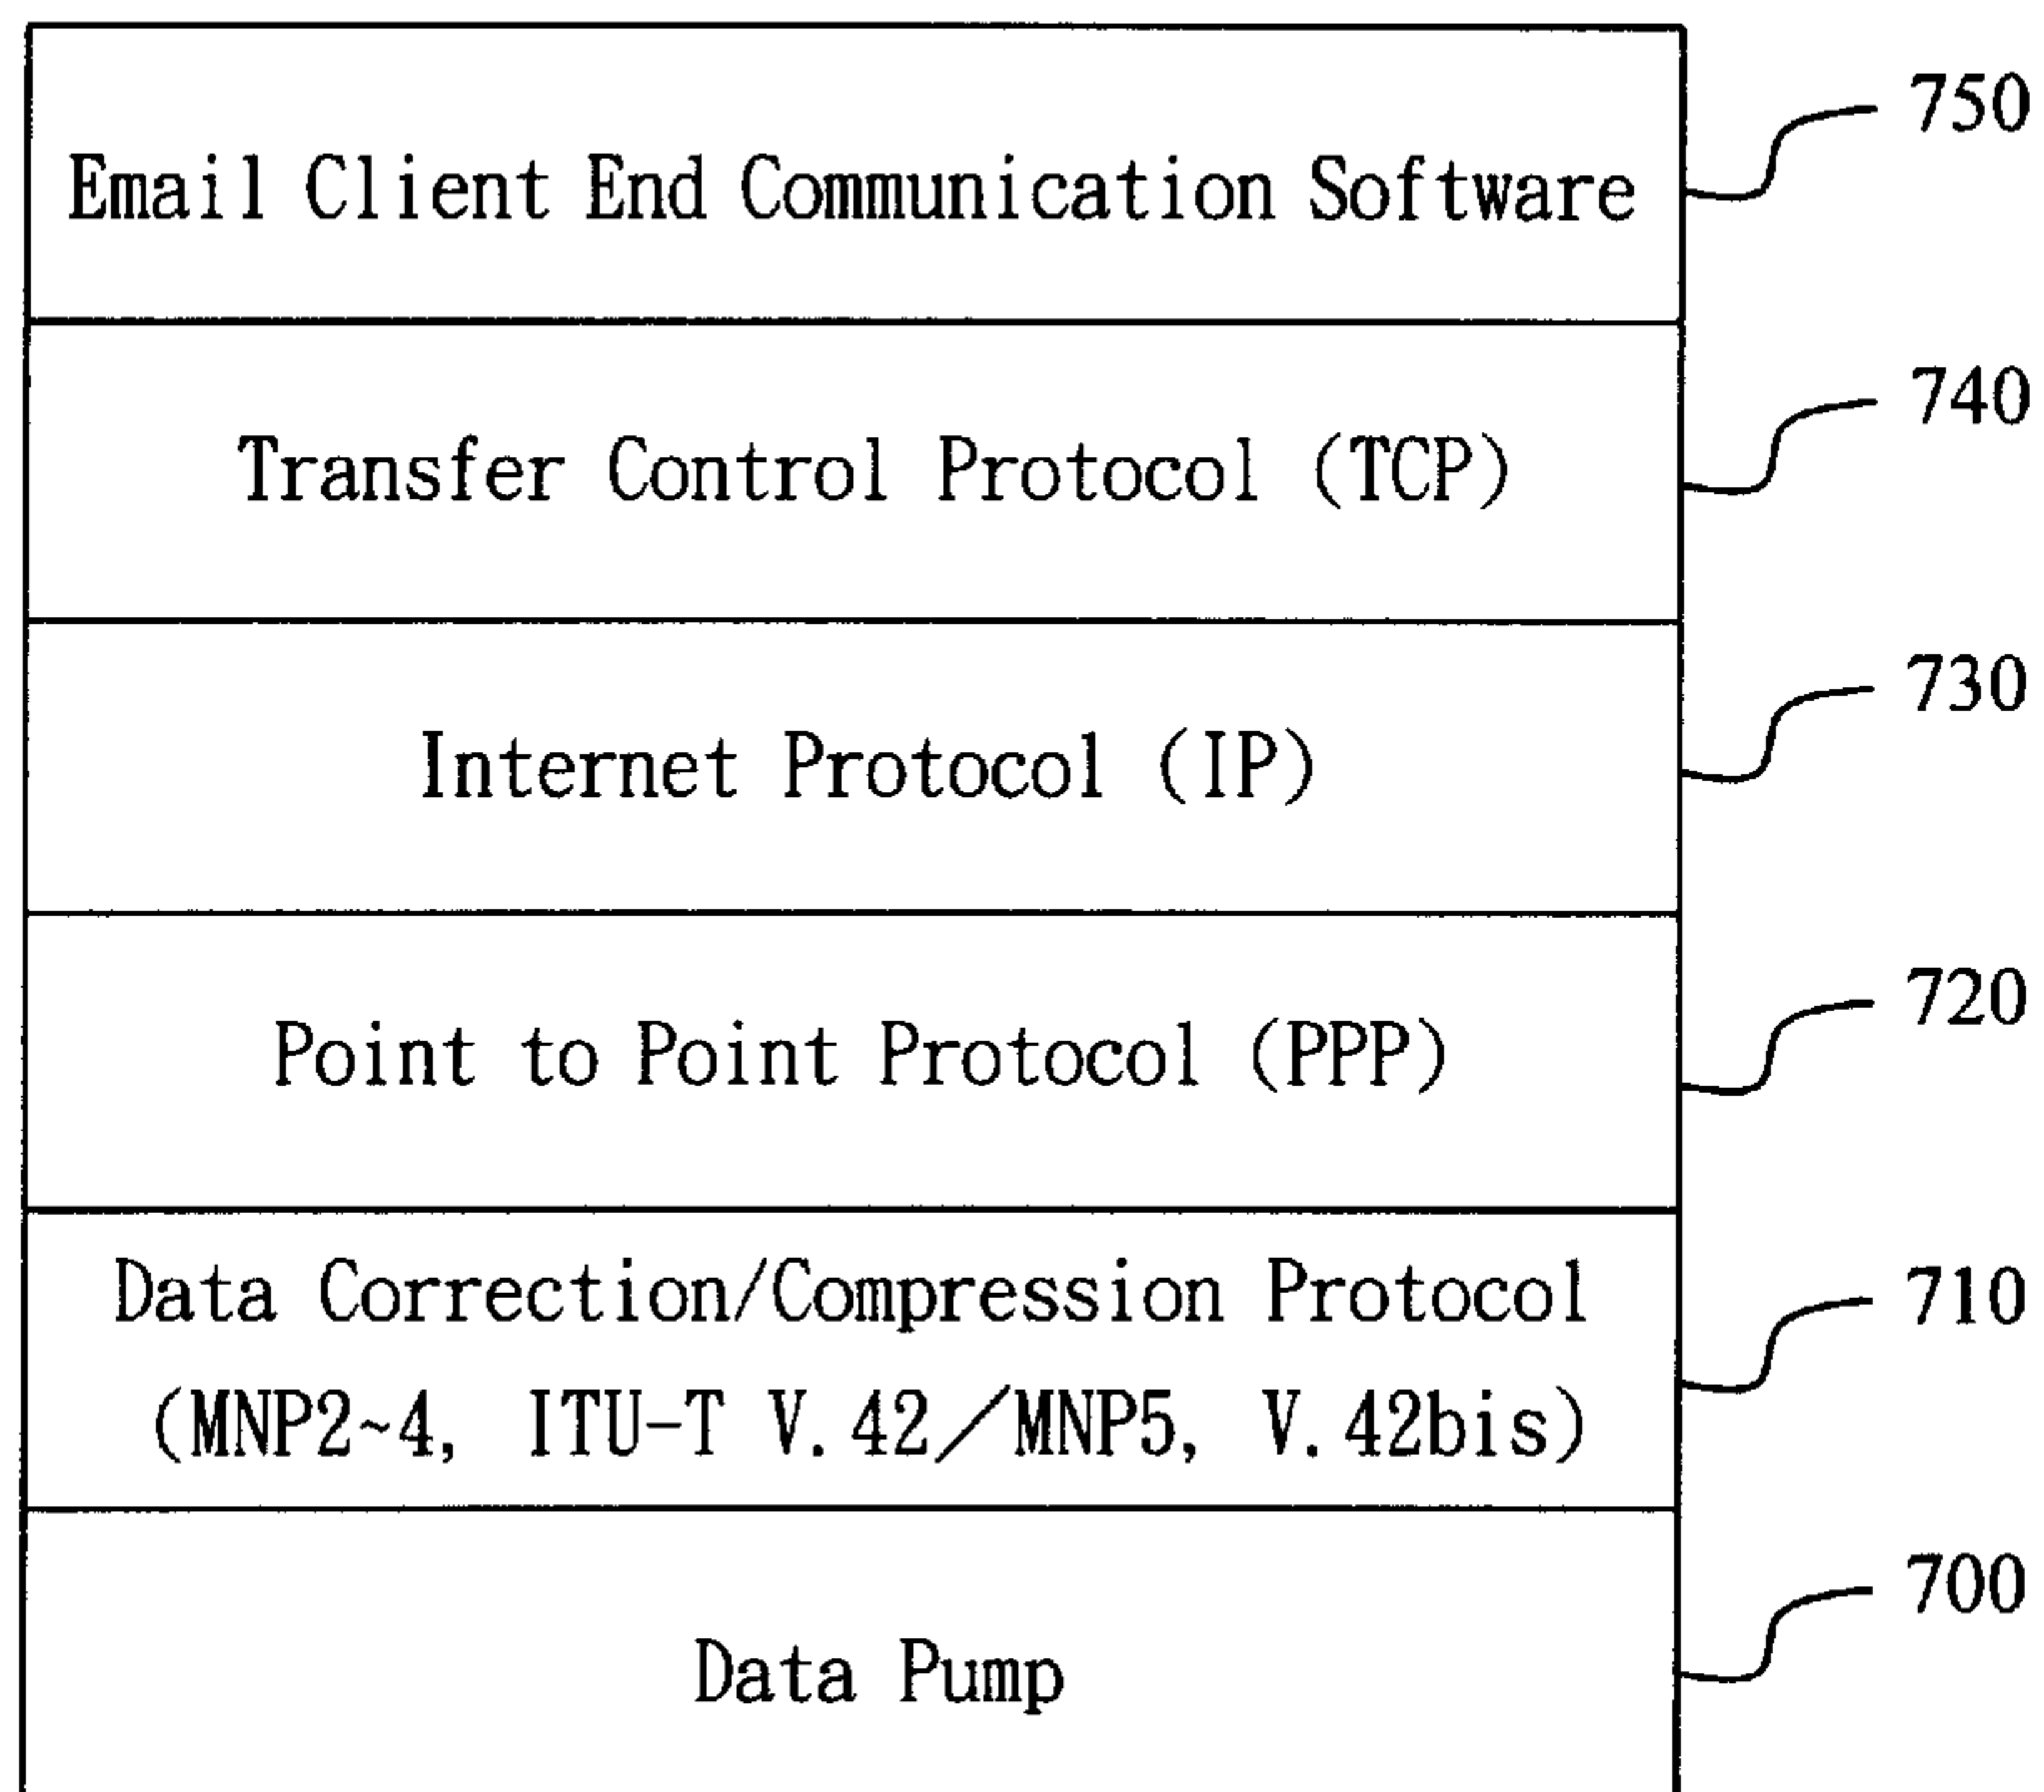 750
Email Client End Communication Software
740
Transfer Control Protocol (TCP)
730
Internet Protocol (IP)
720
Point to Point Protocol (PPP)
710
Data Correction/Compression Protocol
(MNP2~4, ITU-T V.42/MNP5, V.42bis)
700
Data Pump